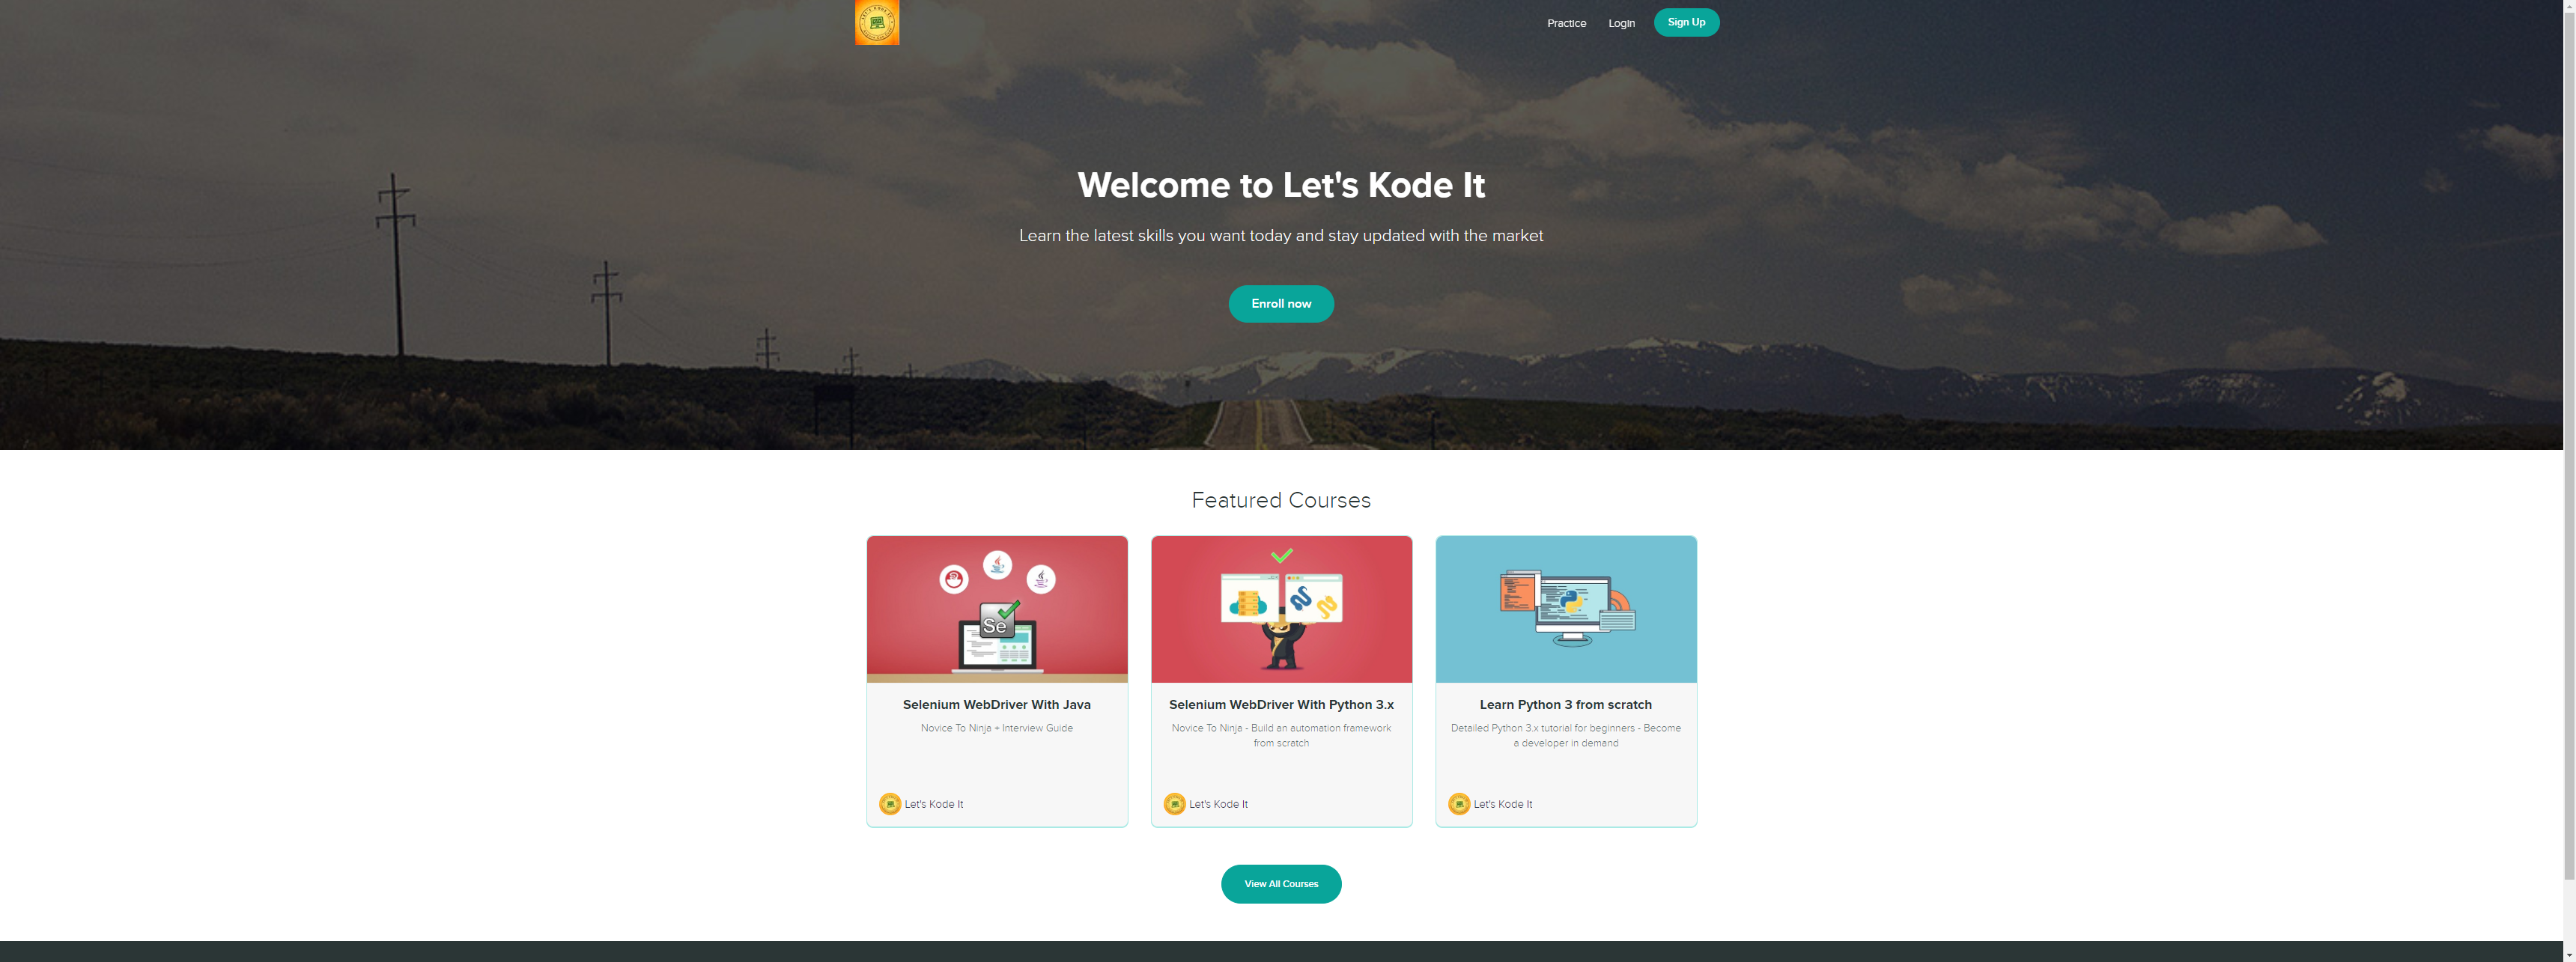 Practice Login Sign Up
Welcome to Let's Kode It
Learn the latest skills you want today and stay updated with the market
Enroll now
Featured Courses
Se
Selenium WebDriver With Java
Novice To Ninja + Interview Guide
Let's Kode It
Selenium WebDriver With Python 3.x
Novice To Ninja - Build an automation framework
from scratch
Let's Kode It
Learn Python 3 from scratch
Detailed Python 3.x tutorial for beginners - Become
a developer in demand
Let's Kode It
View All Courses